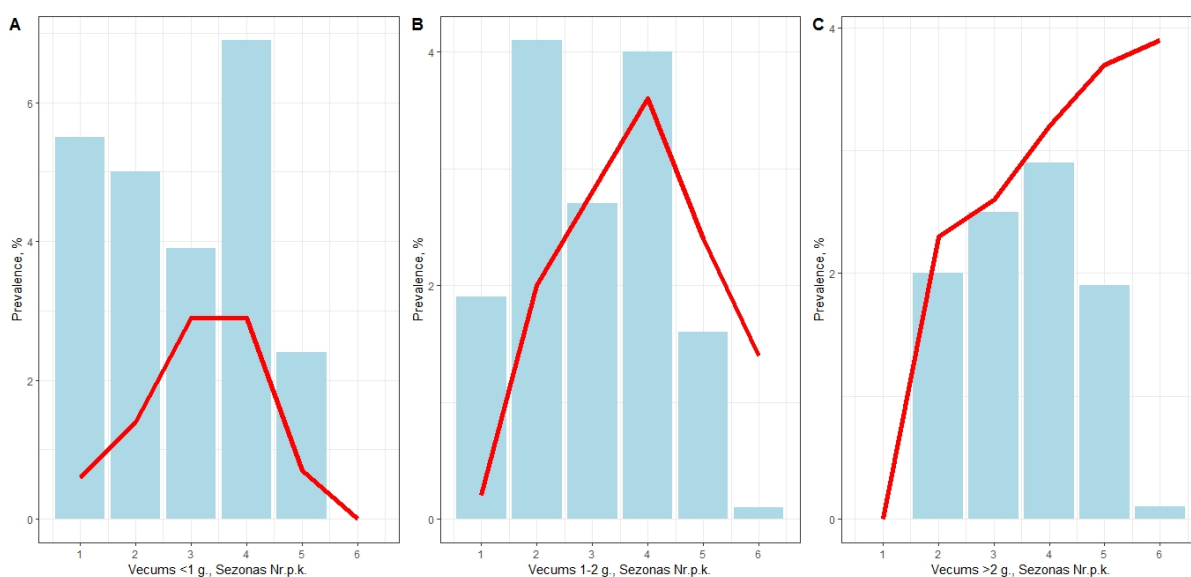 A
Prevalence, %
6
4
2
0
1 2 3 4 5 6
Vecums <1 g., Sezonas Nr.p.k.
B
Prevalence, %
4
2
0
1 2 3 4 5 6
Vecums 1-2 g., Sezonas Nr.p.k.
C
Prevalence, %
4
2
0
1 2 3 4 5 6
Vecums >2 g., Sezonas Nr.p.k.